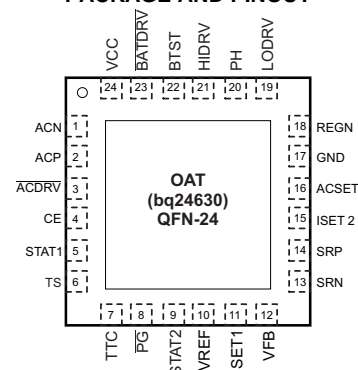 PACKAGE AND PINOUT
VCC
BATDRV
BTST
HIDRV
PH
LODRV
24
23
22
21
20
19
ACN 1
ACP 2
ACDRV 3
CE 4
STAT1 5
TS 6
OAT
(bq24630)
QFN-24
18 REGN
17 GND
16 ACSET
15 ISET 2
14 SRP
13 SRN
7
8
9
10
11
12
TTC
PG
STAT2
VREF
SET1
VFB